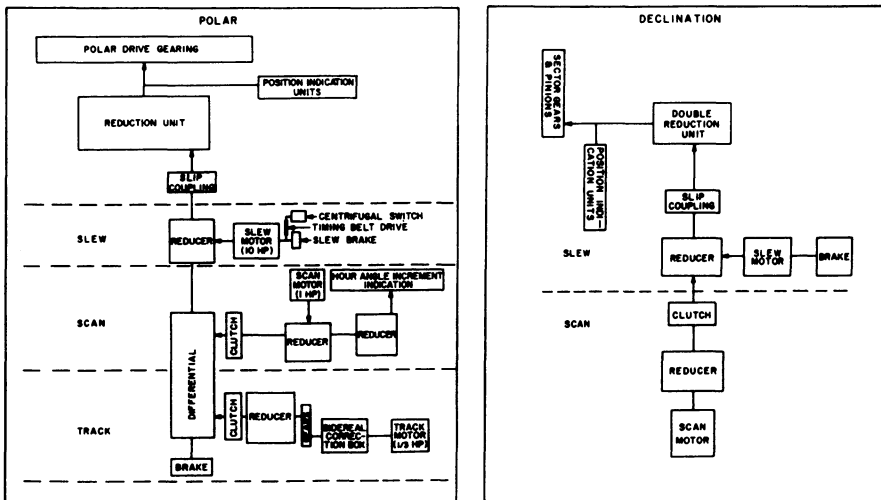 POLAR
POLAR DRIVE GEARING
POSITION INDICATION
UNITS
REDUCTION UNIT
SLIP
COUPLING
SLEW
REDUCER
SLEW
MOTOR
(10 HP)
CENTRIFUGAL SWITCH
TIMING BELT DRIVE
SLEW BRAKE
SCAN
MOTOR
(1 HP)
HOUR ANGLE INCREMENT
INDICATION
SCAN
CLUTCH
REDUCER
REDUCER
DIFFERENTIAL
TRACK
CLUTCH
REDUCER
BIDEREAL
CORREC-
TION BOX
TRACK
MOTOR
(1/3 HP)
BRAKE
DECLINATION
SECTOR GEARS
& PINIONS
DOUBLE
REDUCTION
UNIT
POSITION INDI-
CATION UNITS
SLIP
COUPLING
SLEW
REDUCER
SLEW
MOTOR
BRAKE
SCAN
CLUTCH
REDUCER
SCAN
MOTOR